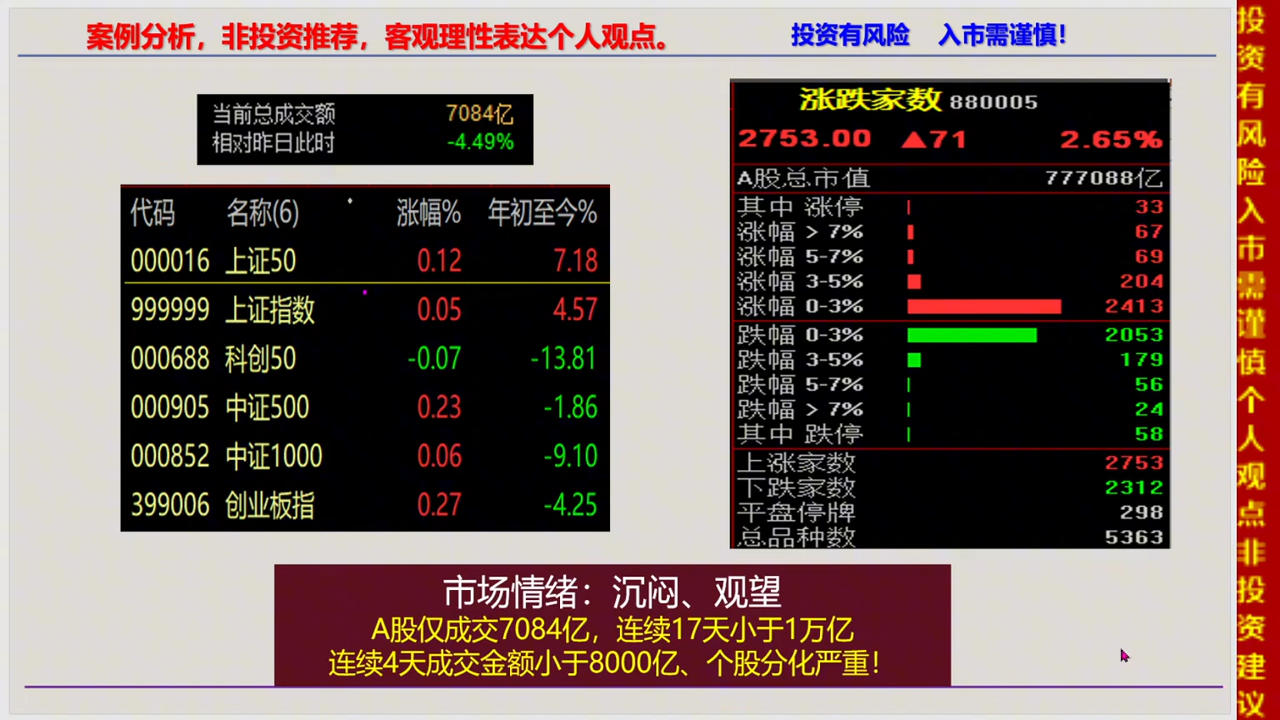 案例分析，非投资推荐，客观理性表达个人观点。
投资有风险 入市需谨慎！
当前总成交额 7084亿
相对昨日此时 -4.49%
代码 名称(6) 涨幅% 年初至今%
000016 上证50 0.12 7.18
999999 上证指数 0.05 4.57
000688 科创50 -0.07 -13.81
000905 中证500 0.23 -1.86
000852 中证1000 0.06 -9.10
399006 创业板指 0.27 -4.25
涨跌家数 880005
2753.00 ▲71 2.65%
A股总市值 777088亿
其中 涨停 33
涨幅 > 7% 67
涨幅 5-7% 69
涨幅 3-5% 204
涨幅 0-3% 2413
跌幅 0-3% 2053
跌幅 3-5% 179
跌幅 5-7% 56
跌幅 > 7% 24
其中 跌停 58
上涨家数 2753
下跌家数 2312
平盘停牌 298
总品种数 5363
市场情绪：沉闷、观望
A股仅成交7084亿，连续17天小于1万亿
连续4天成交金额小于8000亿、个股分化严重！
投资有风险入市需谨慎个人观点非投资建议